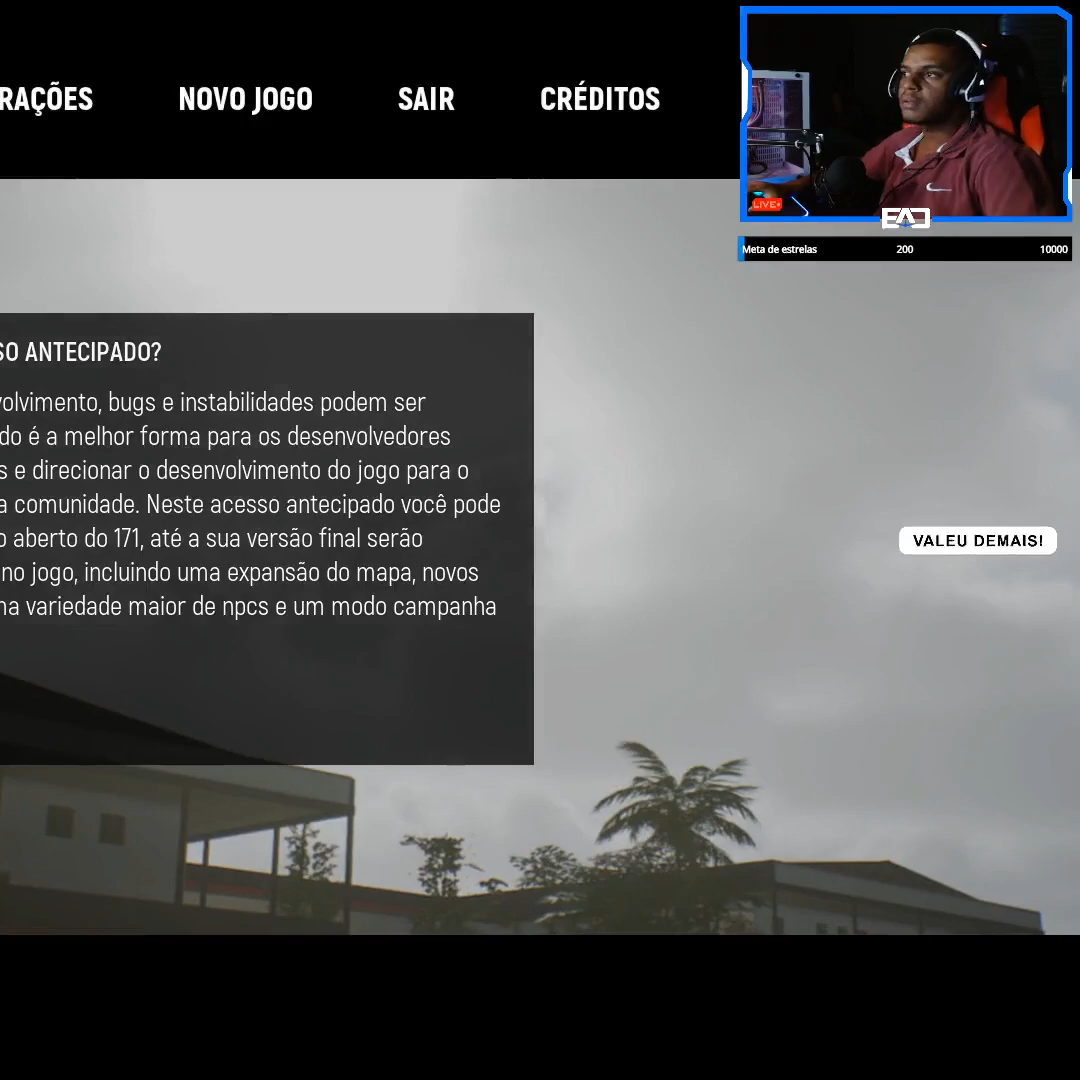 RAÇÕES NOVO JOGO SAIR CRÉDITOS
LIVE
EAD
Meta de estrelas 200 10000
SO ANTECIPADO?
volvimento, bugs e instabilidades podem ser
do é a melhor forma para os desenvolvedores
s e direcionar o desenvolvimento do jogo para o
a comunidade. Neste acesso antecipado você pode
o aberto do 171, até a sua versão final serão
no jogo, incluindo uma expansão do mapa, novos
na variedade maior de npcs e um modo campanha
VALEU DEMAIS!